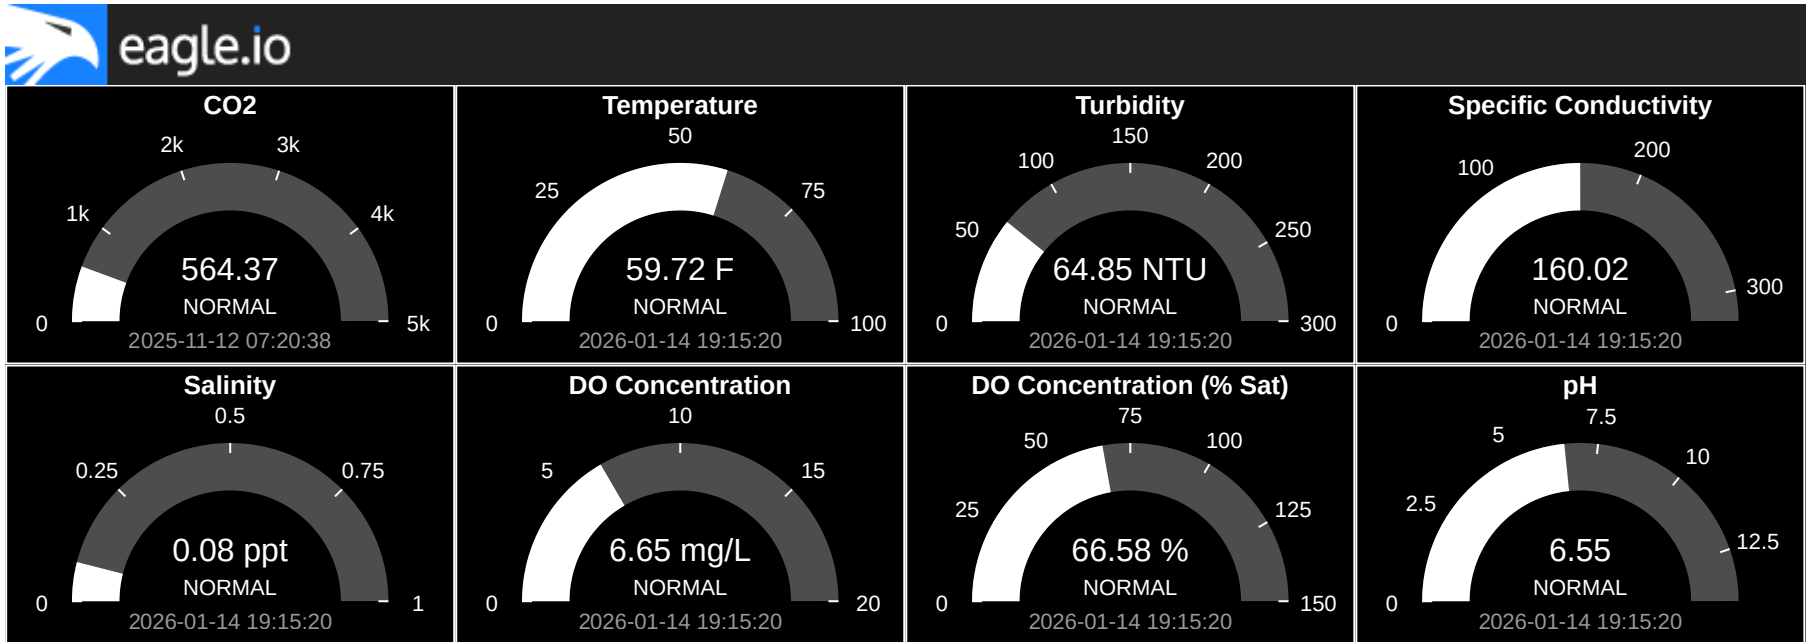 eagle.io
CO2
0
1k
2k
3k
4k
5k
564.37
NORMAL
2025-11-12 07:20:38
Temperature
0
25
50
75
100
59.72 F
NORMAL
2026-01-14 19:15:20
Turbidity
0
50
100
150
200
250
300
64.85 NTU
NORMAL
2026-01-14 19:15:20
Specific Conductivity
0
100
200
300
160.02
NORMAL
2026-01-14 19:15:20
Salinity
0
0.25
0.5
0.75
1
0.08 ppt
NORMAL
2026-01-14 19:15:20
DO Concentration
0
5
10
15
20
6.65 mg/L
NORMAL
2026-01-14 19:15:20
DO Concentration (% Sat)
0
25
50
75
100
125
150
66.58 %
NORMAL
2026-01-14 19:15:20
pH
0
2.5
5
7.5
10
12.5
6.55
NORMAL
2026-01-14 19:15:20